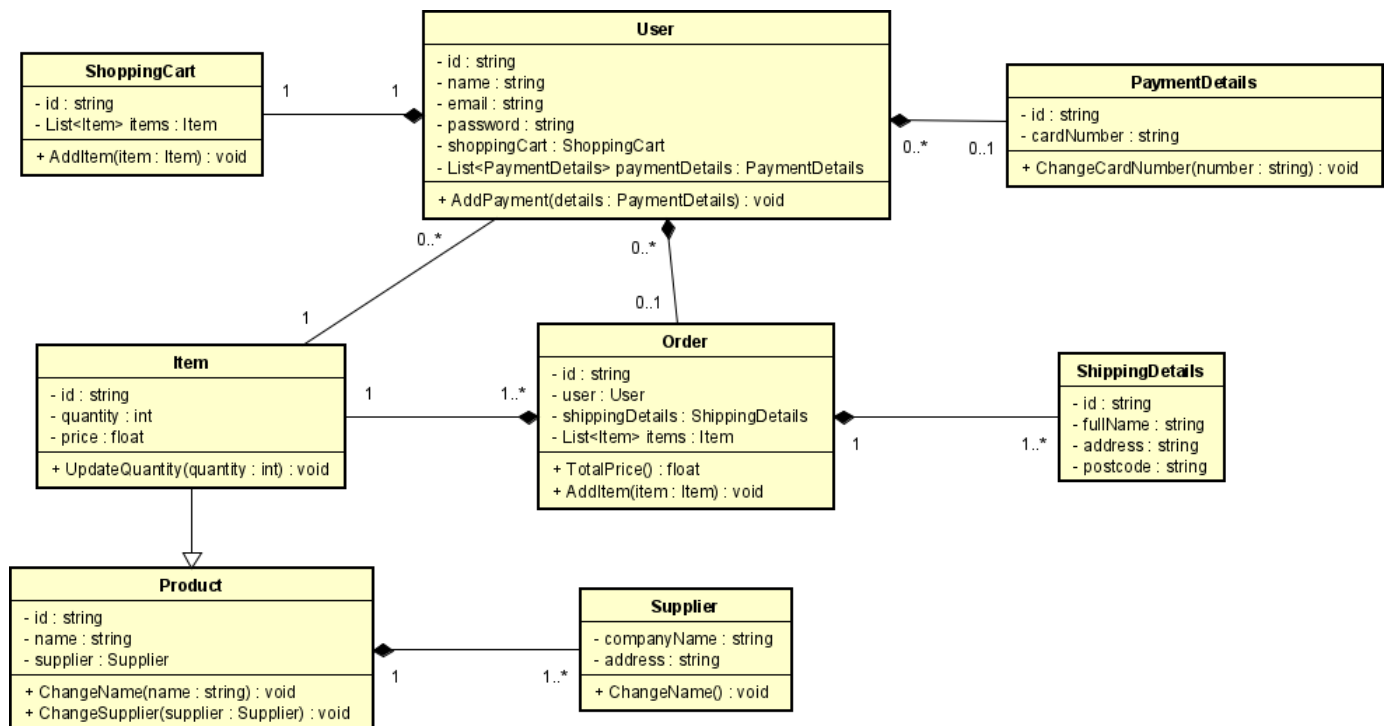 User
- id : string
- name : string
- email : string
- password : string
- shoppingCart : ShoppingCart
- List<PaymentDetails> paymentDetails : PaymentDetails
+ AddPayment(details : PaymentDetails) : void
ShoppingCart
- id : string
- List<Item> items : Item
+ AddItem(item : Item) : void
1
1
PaymentDetails
- id : string
- cardNumber : string
+ ChangeCardNumber(number : string) : void
0..*
0..1
0..*
1
0..*
0..1
Item
- id : string
- quantity : int
- price : float
+ UpdateQuantity(quantity : int) : void
1
1..*
Order
- id : string
- user : User
- shippingDetails : ShippingDetails
- List<Item> items : Item
+ TotalPrice() : float
+ AddItem(item : Item) : void
1
1..*
ShippingDetails
- id : string
- fullName : string
- address : string
- postcode : string
Product
- id : string
- name : string
- supplier : Supplier
+ ChangeName(name : string) : void
+ ChangeSupplier(supplier : Supplier) : void
1
1..*
Supplier
- companyName : string
- address : string
+ ChangeName() : void